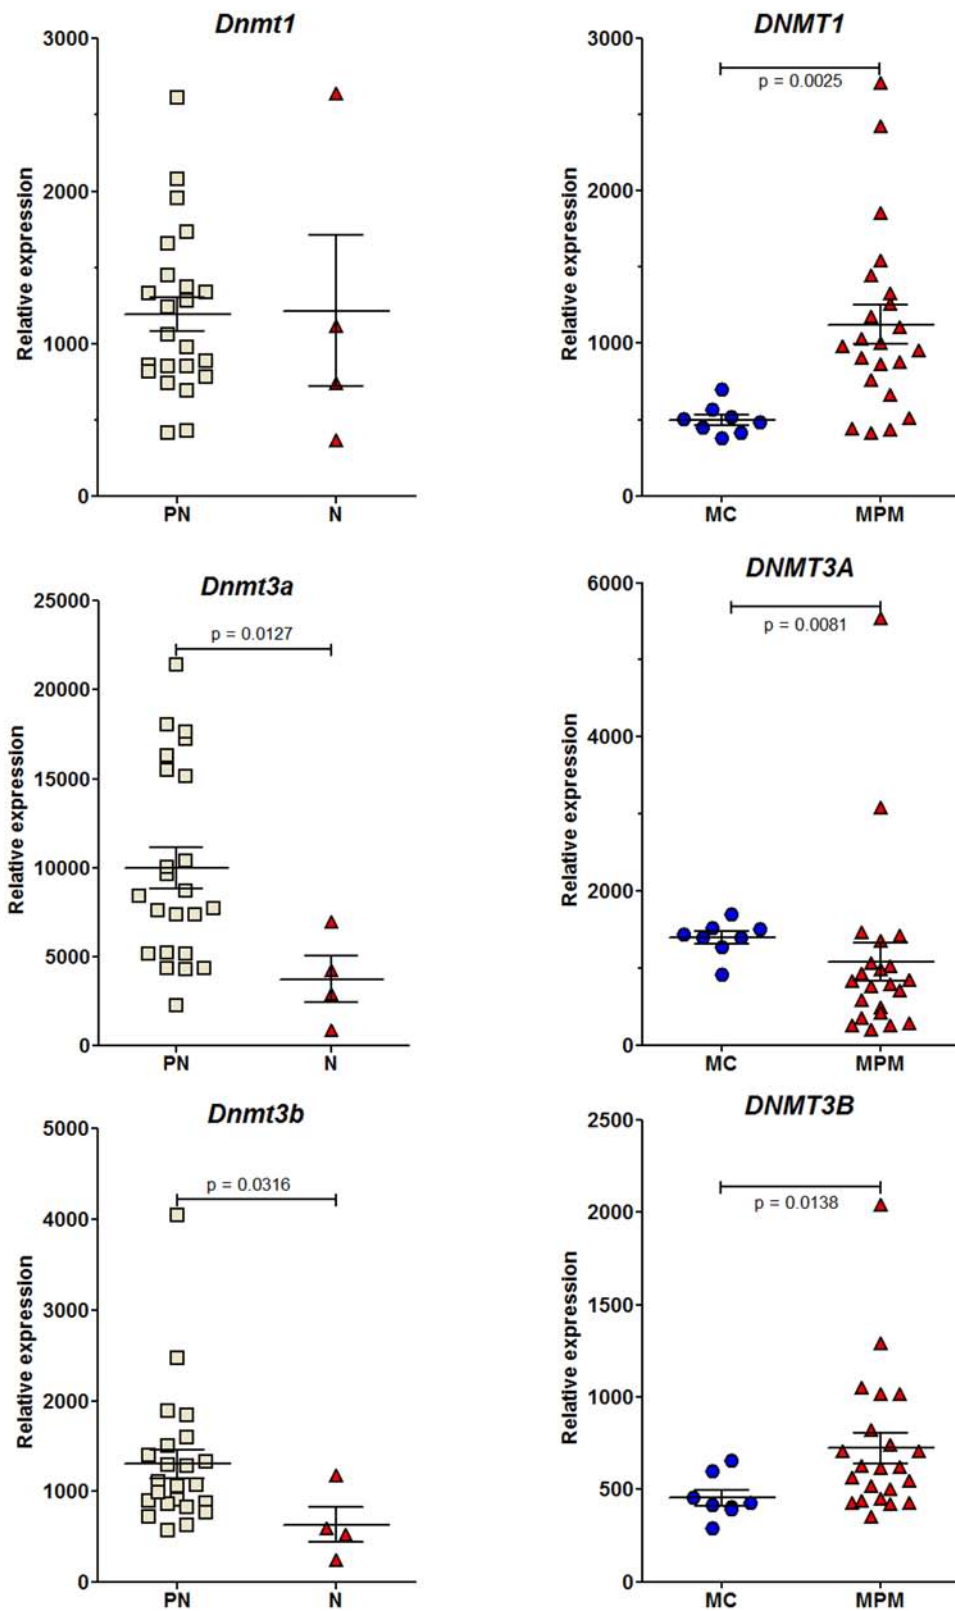 Dnmt1
3000
2000
1000
0
Relative expression
PN
N
DNMT1
p = 0.0025
3000
2000
1000
0
Relative expression
MC
MPM
Dnmt3a
p = 0.0127
25000
20000
15000
10000
5000
0
Relative expression
PN
N
DNMT3A
p = 0.0081
6000
4000
2000
0
Relative expression
MC
MPM
Dnmt3b
p = 0.0316
5000
4000
3000
2000
1000
0
Relative expression
PN
N
DNMT3B
p = 0.0138
2500
2000
1500
1000
500
0
Relative expression
MC
MPM